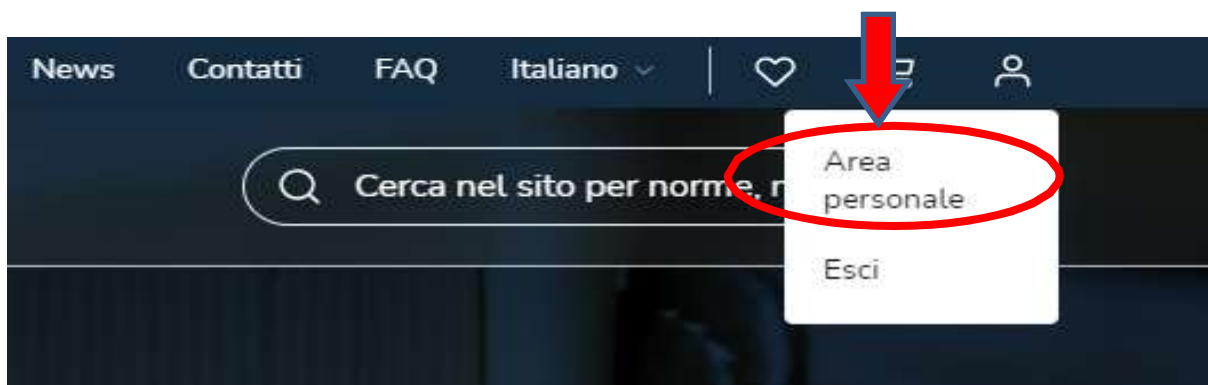 News Contatti FAQ Italiano
Cerca nel sito per norme,
Area
personale
Esci